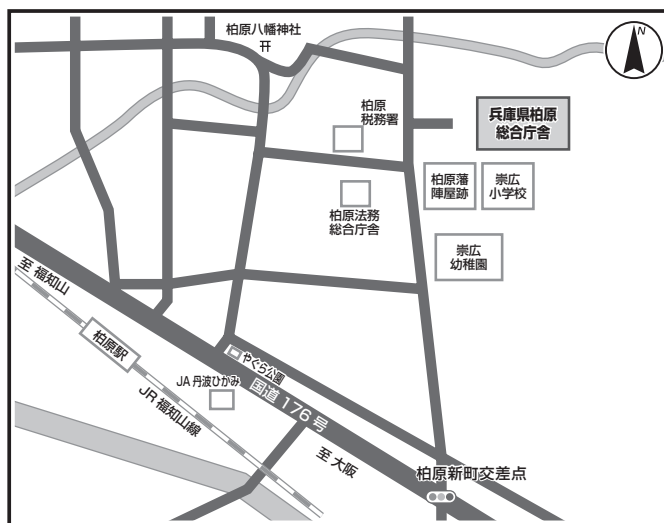 柏原八幡神社
N
柏原
税務署
兵庫県柏原
総合庁舎
柏原藩
陣屋跡
崇広
小学校
柏原法務
総合庁舎
崇広
幼稚園
至 福知山
柏原駅
やぐら公園
JA 丹波ひかみ
国道 176 号
JR 福知山線
至 大阪
柏原新町交差点